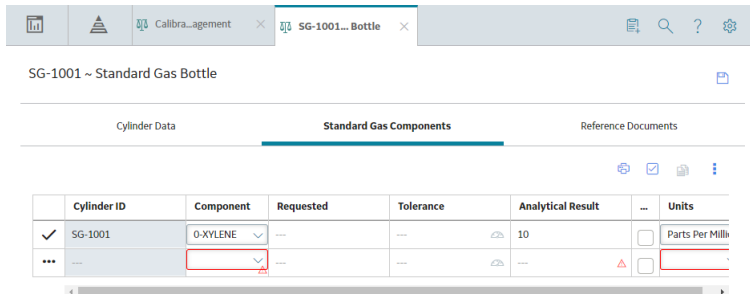 Calibra...agement
SG-1001... Bottle
SG-1001 ~ Standard Gas Bottle
Cylinder Data
Standard Gas Components
Reference Documents
Cylinder ID Component Requested Tolerance Analytical Result ... Units
SG-1001 0-XYLENE --- --- 10 Parts Per Milli
--- --- --- ---